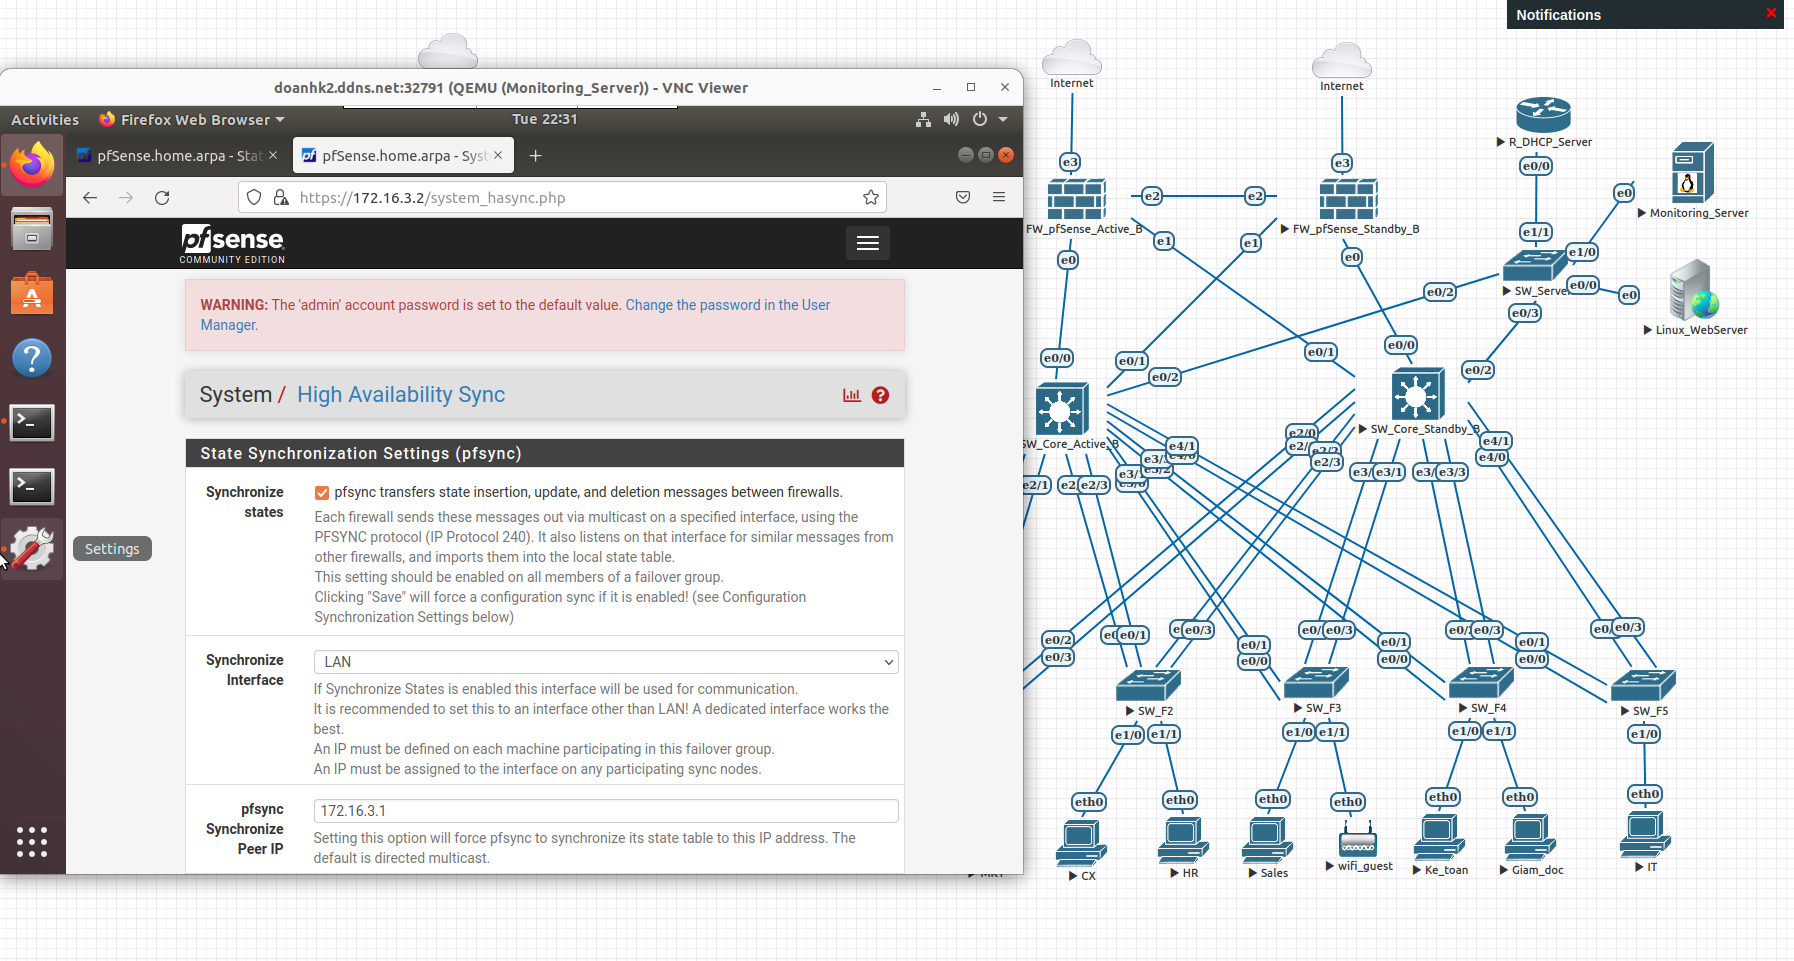 Notifications
doanhk2.ddns.net:32791 (QEMU (Monitoring_Server)) - VNC Viewer
Activities
Firefox Web Browser
Tue 22:31
pfSense.home.arpa - Stat
pfSense.home.arpa - Syst
https://172.16.3.2/system_hasync.php
pfsense
COMMUNITY EDITION
WARNING: The 'admin' account password is set to the default value. Change the password in the User
Manager.
System / High Availability Sync
State Synchronization Settings (pfsync)
Synchronize
states
pfsync transfers state insertion, update, and deletion messages between firewalls.
Each firewall sends these messages out via multicast on a specified interface, using the
PFSYNC protocol (IP Protocol 240). It also listens on that interface for similar messages from
other firewalls, and imports them into the local state table.
This setting should be enabled on all members of a failover group.
Clicking "Save" will force a configuration sync if it is enabled! (see Configuration
Synchronization Settings below)
Settings
Synchronize
Interface
LAN
If Synchronize States is enabled this interface will be used for communication.
It is recommended to set this to an interface other than LAN! A dedicated interface works the
best.
An IP must be defined on each machine participating in this failover group.
An IP must be assigned to the interface on any participating sync nodes.
pfsync
Synchronize
Peer IP
172.16.3.1
Setting this option will force pfsync to synchronize its state table to this IP address. The
default is directed multicast.
Internet
Internet
R_DHCP_Server
e3
e3
e0/0
e2
e2
e0
Monitoring_Server
FW_pfSense_Active_B
FW_pfSense_Standby_B
e1
e1
e1/1
e0
e0
e1/0
SW_Server
e0/0
e0
e0/2
e0/3
Linux_WebServer
e0/0
e0/1
e0/1
e0/0
e0/2
e0/2
SW_Core_Active_B
SW_Core_Standby_B
e2/0
e4/1
e4/1
e2/3
e4/0
e3/1
e2/1
e2/3
e3/1
e3/3
e0/2
e0/3
e0/1
e0/3
e0/1
e0/0
e0/3
e0/1
e0/0
e0/3
e0/1
e0/0
e0/3
SW_F2
SW_F3
SW_F4
SW_F5
e1/0
e1/1
e1/0
e1/1
e1/0
e1/1
e1/0
eth0
eth0
eth0
eth0
eth0
eth0
eth0
CX
HR
Sales
wifi_guest
Ke_toan
Giam_doc
IT